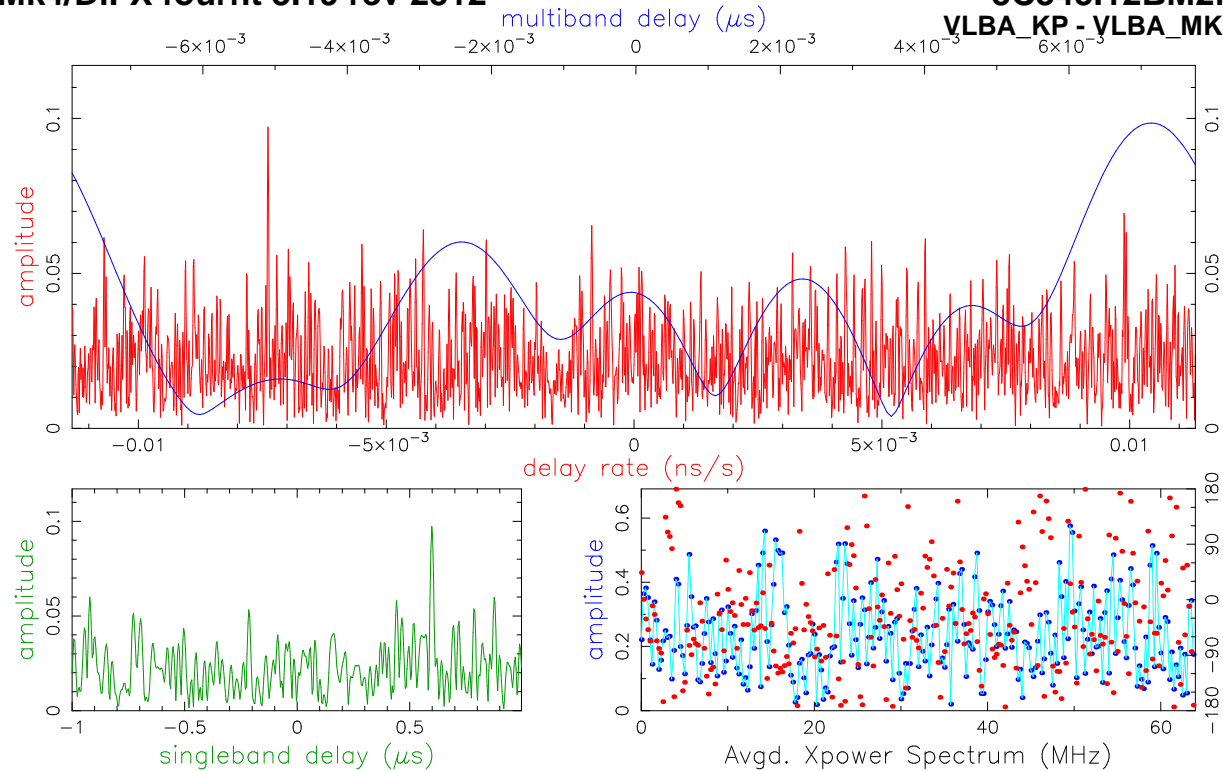 multiband delay (μs)
VLBA_KP - VLBA_MK
−6×10⁻³ −4×10⁻³ −2×10⁻³ 0 2×10⁻³ 4×10⁻³ 6×10⁻³
amplitude
0 0.05 0.1
0 0.05 0.1
−0.01 −5×10⁻³ 0 5×10⁻³ 0.01
delay rate (ns/s)
amplitude
0 0.05 0.1
−1 −0.5 0 0.5
singleband delay (μs)
amplitude
0 0.2 0.4 0.6
−180 −90 0 90 180
0 20 40 60
Avgd. Xpower Spectrum (MHz)